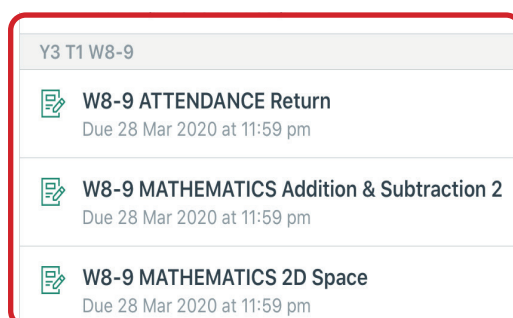 Y3 T1 W8-9
W8-9 ATTENDANCE Return
Due 28 Mar 2020 at 11:59 pm
W8-9 MATHEMATICS Addition & Subtraction 2
Due 28 Mar 2020 at 11:59 pm
W8-9 MATHEMATICS 2D Space
Due 28 Mar 2020 at 11:59 pm